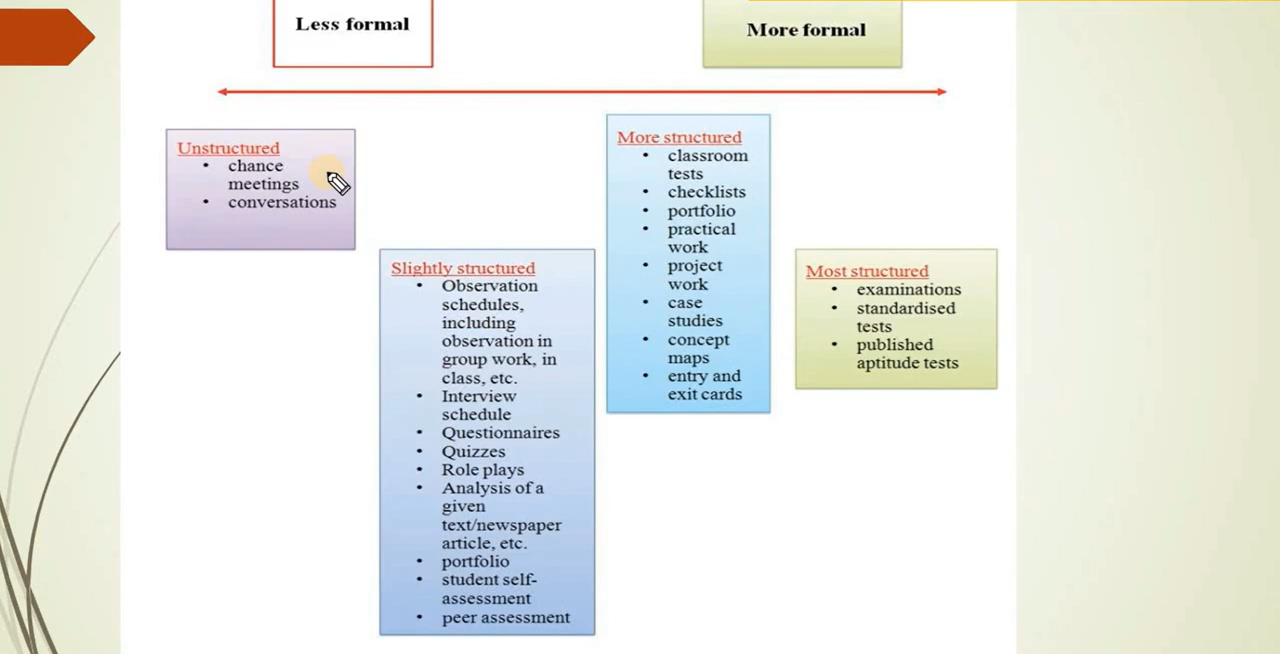 Less formal
More formal
Unstructured
• chance
meetings
• conversations
Slightly structured
• Observation
schedules,
including
observation in
group work, in
class, etc.
• Interview
schedule
• Questionnaires
• Quizzes
• Role plays
• Analysis of a
given
text/newspaper
article, etc.
• portfolio
• student self-
assessment
• peer assessment
More structured
• classroom
tests
• checklists
• portfolio
• practical
work
• project
work
• case
studies
• concept
maps
• entry and
exit cards
Most structured
• examinations
• standardised
tests
• published
aptitude tests